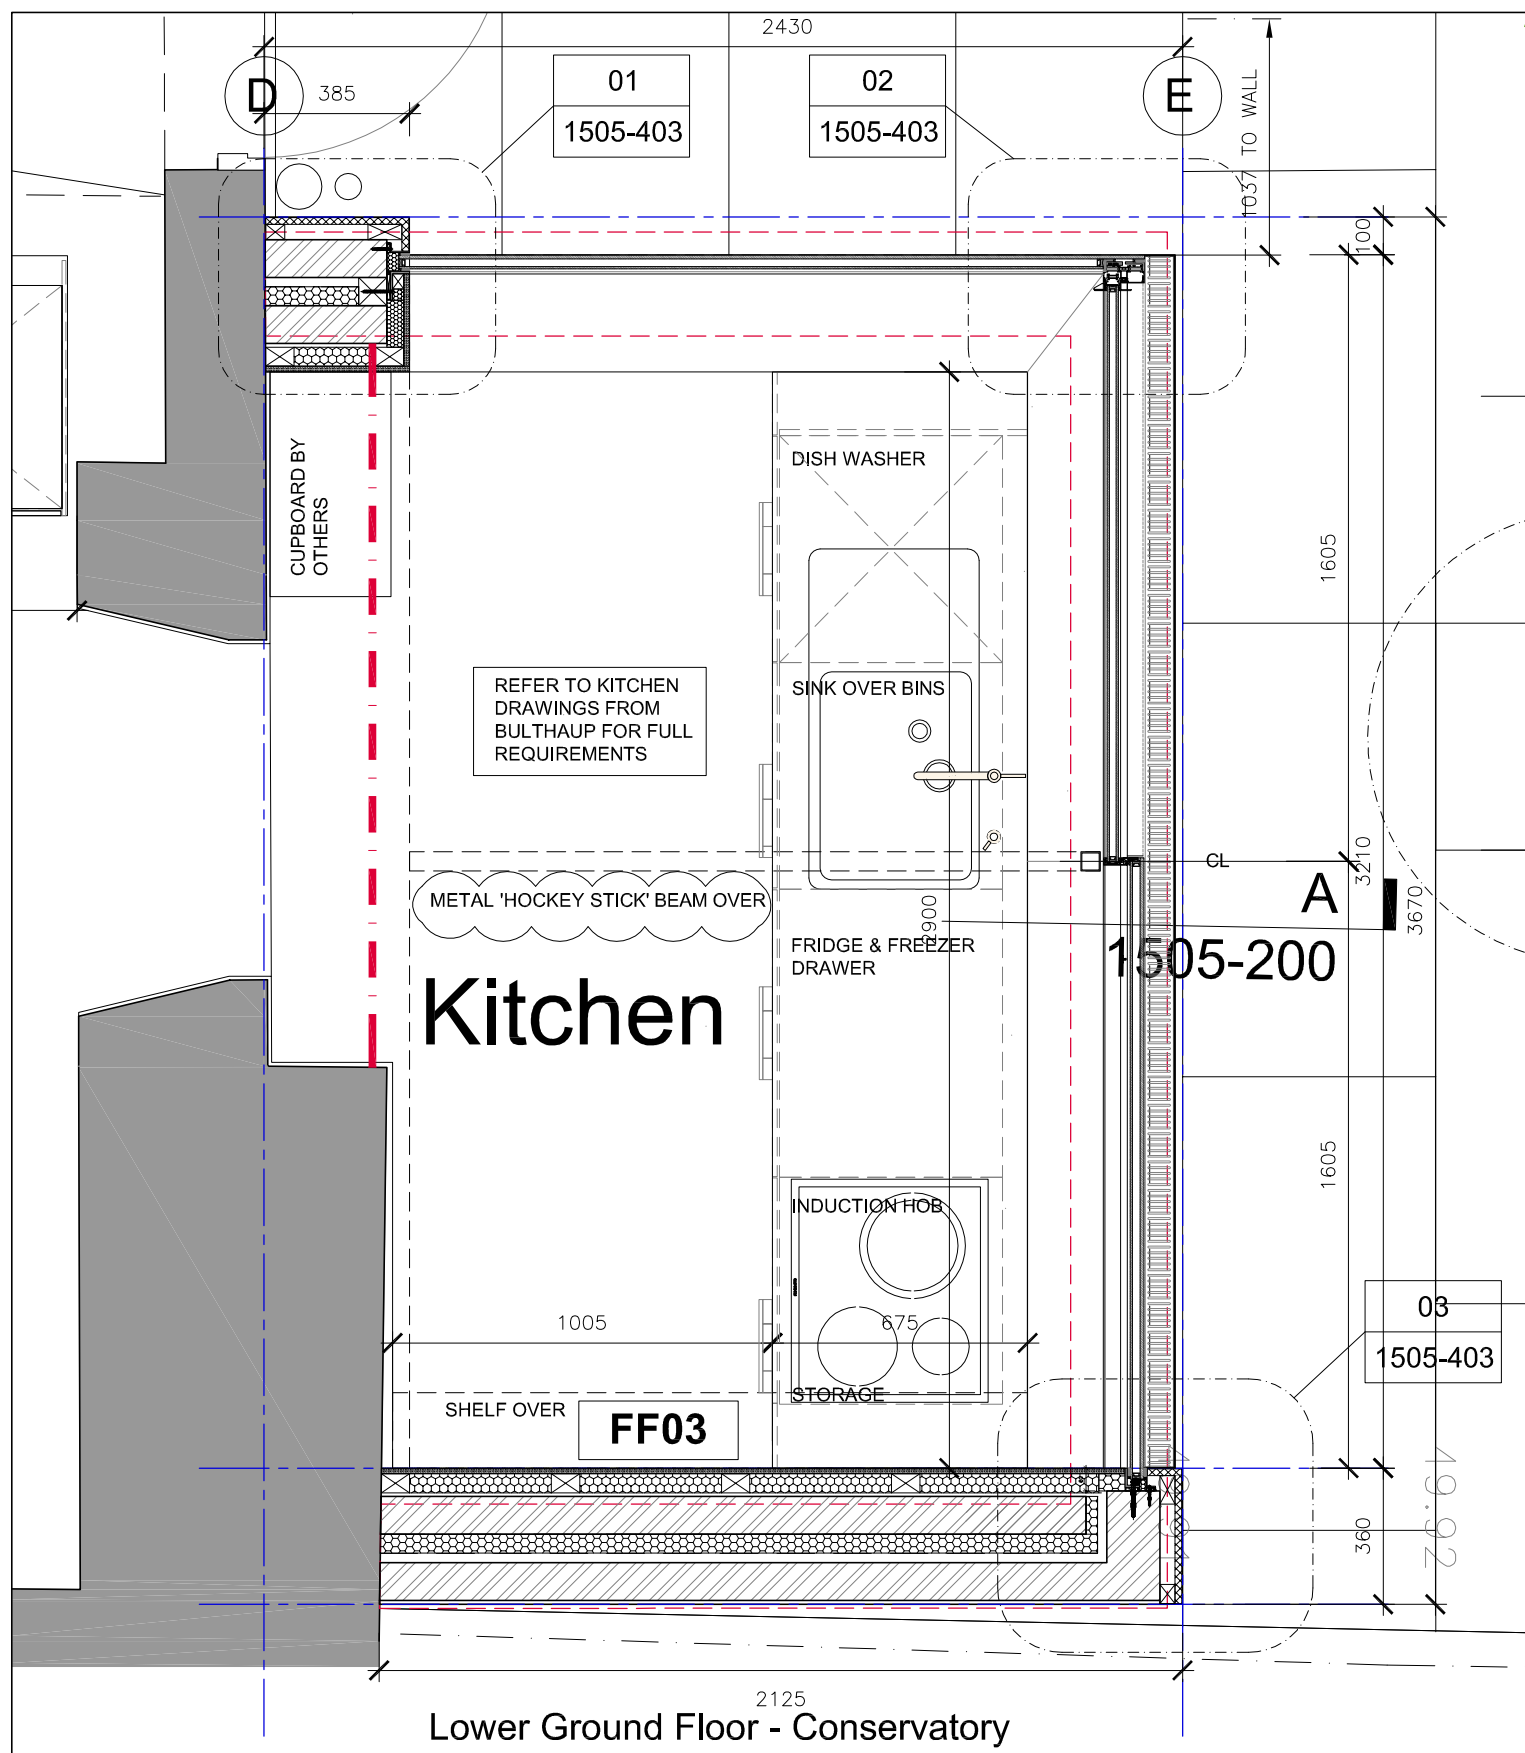 2430
D
385
01
1505-403
02
1505-403
E
1037 TO WALL
100
DISH WASHER
CUPBOARD BY
OTHERS
1605
REFER TO KITCHEN
DRAWINGS FROM
BULTHAUP FOR FULL
REQUIREMENTS
SINK OVER BINS
CL
3210
METAL 'HOCKEY STICK' BEAM OVER
2900
A
3670
FRIDGE & FREEZER
DRAWER
1505-200
Kitchen
1605
INDUCTION HOB
1005
675
03
1505-403
STORAGE
SHELF OVER
FF03
360
49.92
2125
Lower Ground Floor - Conservatory